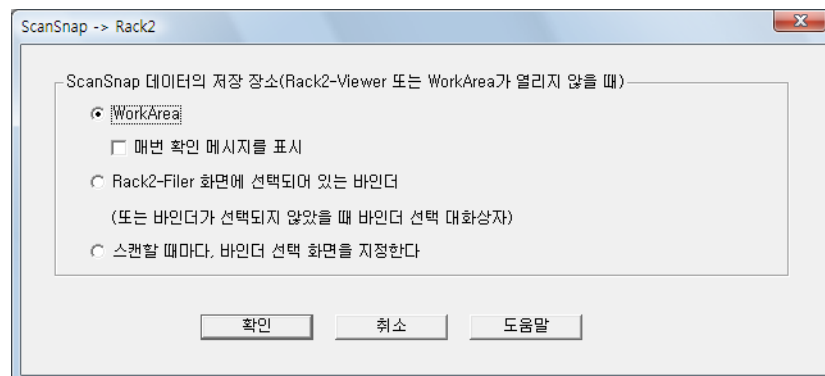 ScanSnap -> Rack2
ScanSnap 데이터의 저장 장소(Rack2-Viewer 또는 WorkArea가 열리지 않을 때)
WorkArea
매번 확인 메시지를 표시
Rack2-Filer 화면에 선택되어 있는 바인더
(또는 바인더가 선택되지 않았을 때 바인더 선택 대화상자)
스캔할 때마다, 바인더 선택 화면을 지정한다
확인 취소 도움말